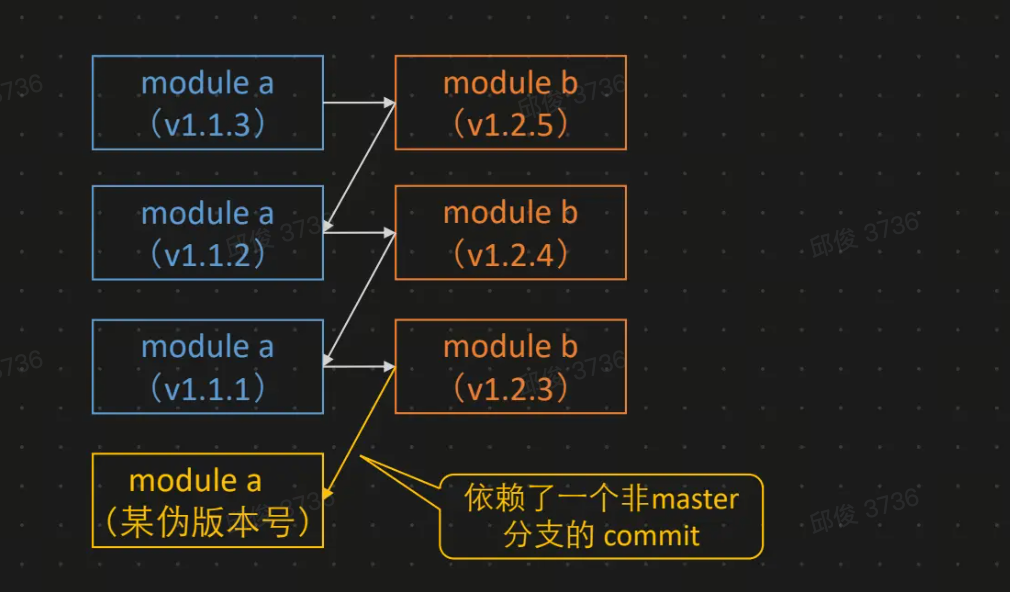 module a
（v1.1.3）
module b
（v1.2.5）
module a
（v1.1.2）
module b
（v1.2.4）
module a
（v1.1.1）
module b
（v1.2.3）
module a
（某伪版本号）
依赖了一个非master
分支的 commit
3736
邱俊 3736
邱俊 3736
邱俊 3736
3736
邱俊 3736
邱俊 3736
邱俊 3736